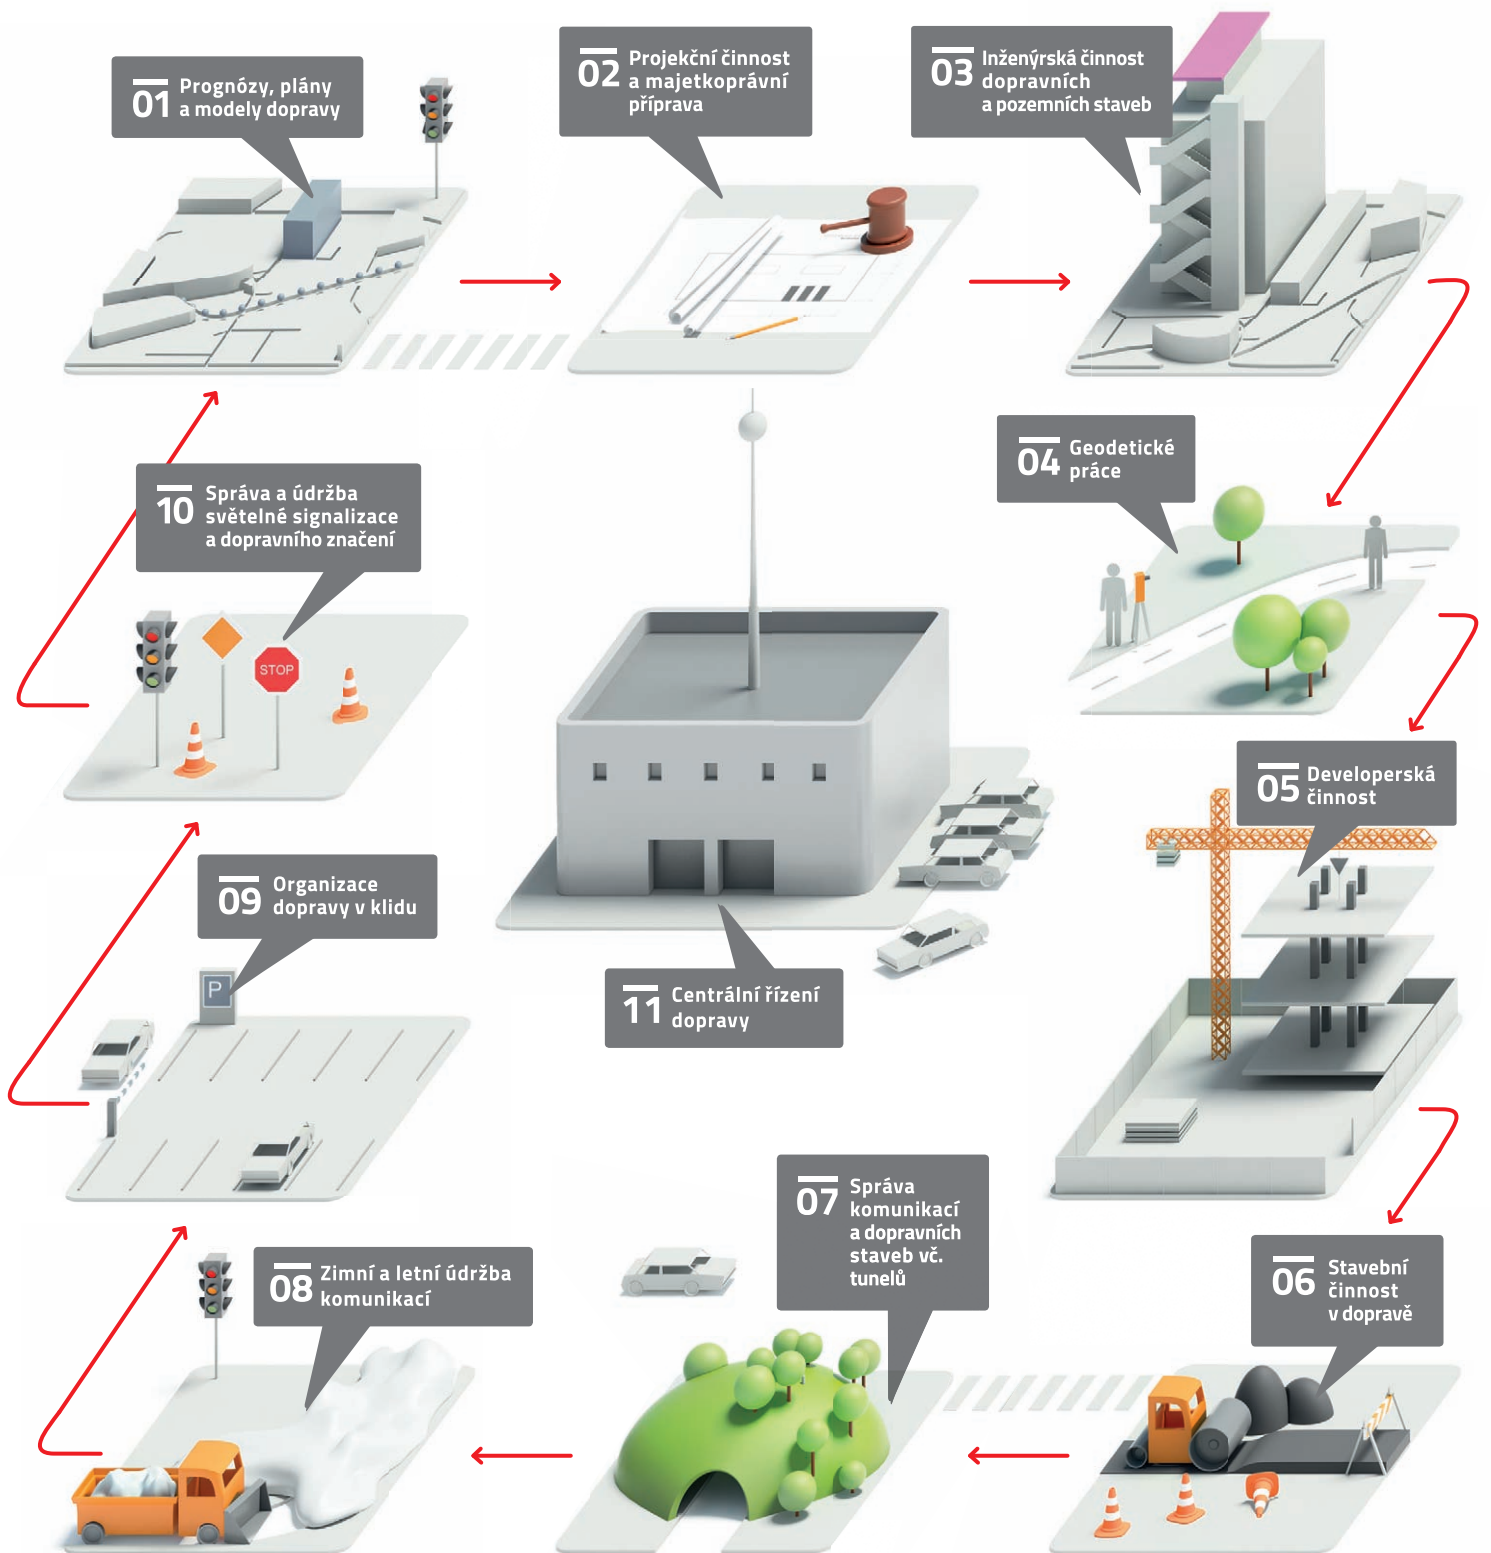 01
Prognózy, plány
a modely dopravy
02
Projekční činnost
a majetkoprávní
příprava
03
Inženýrská činnost
dopravních
a pozemních staveb
04
Geodetické
práce
05
Developerská
činnost
06
Stavební
činnost
v dopravě
07
Správa
komunikací
a dopravních
staveb vč.
tunelů
08
Zimní a letní údržba
komunikací
09
Organizace
dopravy v klidu
P
10
Správa a údržba
světelné signalizace
a dopravního značení
STOP
11
Centrální řízení
dopravy